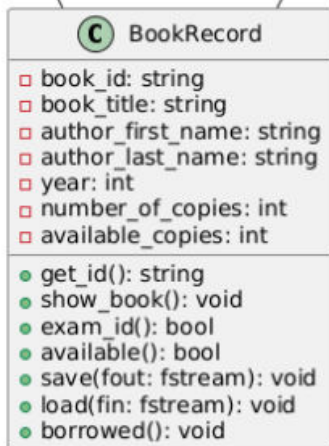 C BookRecord
book_id: string
book_title: string
author_first_name: string
author_last_name: string
year: int
number_of_copies: int
available_copies: int
get_id(): string
show_book(): void
exam_id(): bool
available(): bool
save(fout: fstream): void
load(fin: fstream): void
borrowed(): void